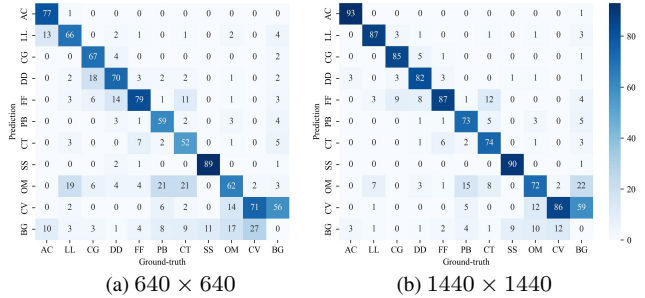 AC 77 1 0 0 0 0 0 0 0 0 0
LL 13 66 0 4 0 2 0 0 2 0 4
CG 0 0 67 4 0 0 0 0 0 0 2
DD 0 2 18 70 3 2 2 0 1 0 2
FF 0 3 6 14 79 1 11 0 1 0 3
PB 0 0 0 3 1 59 2 0 3 0 4
CT 0 3 0 0 7 2 52 0 0 0 5
SS 0 0 0 2 1 0 0 89 0 0 1
OM 0 19 6 4 4 21 21 0 62 2 3
CV 0 0 0 0 0 2 0 0 14 71 56
BG 10 3 3 1 4 8 9 11 17 27 0
AC LL CG DD FF PB CT SS OM CV BG
Prediction
Ground-truth
(a) 640 × 640
AC 93 0 0 0 0 0 0 0 0 0 1
LL 3 87 3 0 0 1 0 0 1 0 3
CG 0 0 85 5 1 0 0 0 0 0 0
DD 0 0 3 82 3 0 1 0 1 0 1
FF 0 3 9 8 87 1 12 0 0 0 4
PB 0 0 0 1 0 73 5 0 3 0 5
CT 0 1 0 1 6 2 74 0 1 0 3
SS 0 0 0 0 0 0 0 90 0 0 1
OM 0 7 0 3 1 15 8 0 72 2 22
CV 0 0 0 0 0 5 0 0 12 86 59
BG 3 1 0 1 3 4 1 9 10 12 0
AC LL CG DD FF PB CT SS OM CV BG
Prediction
Ground-truth
(b) 1440 × 1440
80
60
40
20
0